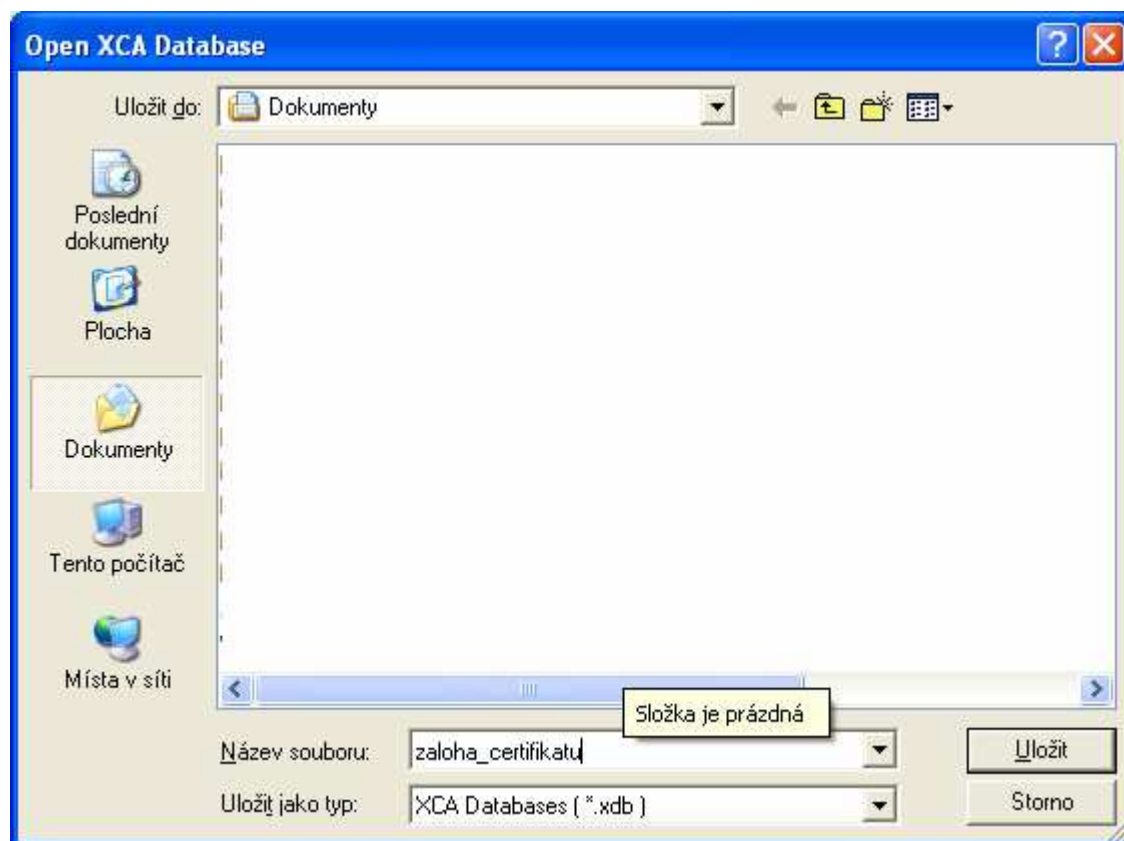 Open XCA Database
Uložit do: Dokumenty
Poslední
dokumenty
Plocha
Dokumenty
Tento počítač
Místa v síti
Složka je prázdná
Název souboru: zaloha_certifikatu Uložit
Uložit jako typ: XCA Databases ( *.xdb ) Storno